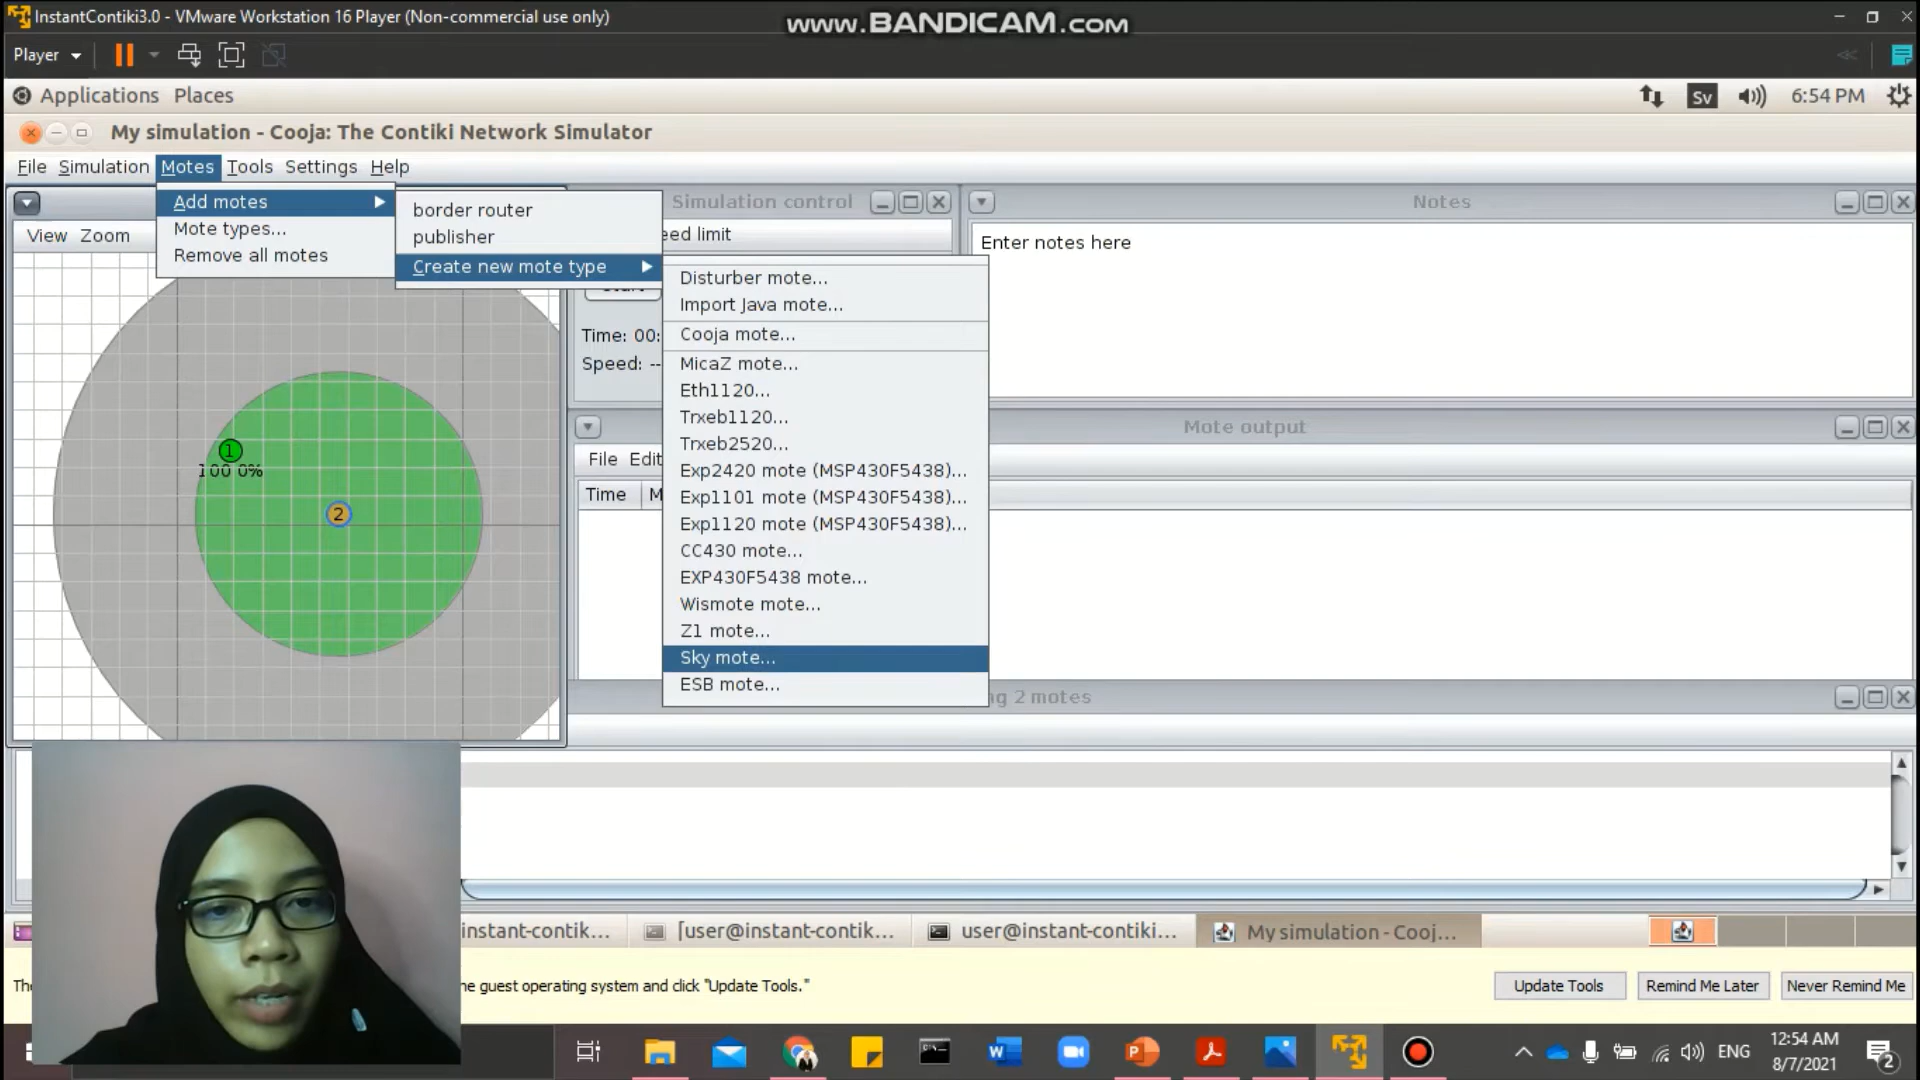 InstantContiki3.0 - VMware Workstation 16 Player (Non-commercial use only)
www.BANDICAM.com
Player
Applications Places
Sv
6:54 PM
My simulation - Cooja: The Contiki Network Simulator
File Simulation Motes Tools Settings Help
Add motes
Mote types...
Remove all motes
border router
publisher
Create new mote type
Disturber mote...
Import Java mote...
Cooja mote...
MicaZ mote...
Eth1120...
Trxeb1120...
Trxeb2520...
Exp2420 mote (MSP430F5438)...
Exp1101 mote (MSP430F5438)...
Exp1120 mote (MSP430F5438)...
CC430 mote...
EXP430F5438 mote...
Wismote mote...
Z1 mote...
Sky mote...
ESB mote...
View Zoom
1
100 0%
2
Simulation control
eed limit
Time: 00:
Speed: --
Notes
Enter notes here
Mote output
File Edit
Time M
g 2 motes
instant-contik...
[user@instant-contik...
user@instant-contiki...
My simulation - Cooj...
ne guest operating system and click "Update Tools."
Update Tools
Remind Me Later
Never Remind Me
ENG
12:54 AM
8/7/2021
2